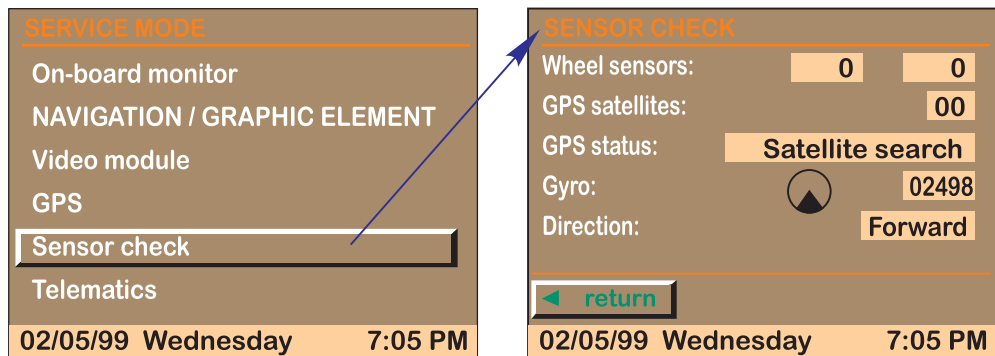 SERVICE MODE
On-board monitor
NAVIGATION / GRAPHIC ELEMENT
Video module
GPS
Sensor check
Telematics
02/05/99 Wednesday 7:05 PM
SENSOR CHECK
Wheel sensors: 0 0
GPS satellites: 00
GPS status: Satellite search
Gyro: 02498
Direction: Forward
return
02/05/99 Wednesday 7:05 PM